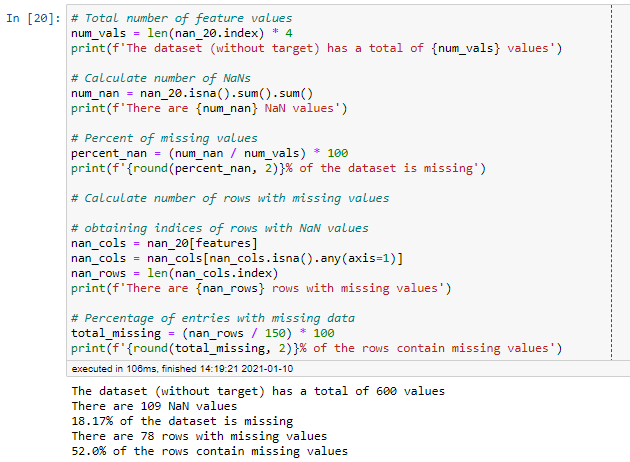 In [20]: # Total number of feature values
num_vals = len(nan_20.index) * 4
print(f'The dataset (without target) has a total of {num_vals} values')
# Calculate number of NaNs
num_nan = nan_20.isna().sum().sum()
print(f'There are {num_nan} NaN values')
# Percent of missing values
percent_nan = (num_nan / num_vals) * 100
print(f'{round(percent_nan, 2)}% of the dataset is missing')
# Calculate number of rows with missing values
# obtaining indices of rows with NaN values
nan_cols = nan_20[features]
nan_cols = nan_cols[nan_cols.isna().any(axis=1)]
nan_rows = len(nan_cols.index)
print(f'There are {nan_rows} rows with missing values')
# Percentage of entries with missing data
total_missing = (nan_rows / 150) * 100
print(f'{round(total_missing, 2)}% of the rows contain missing values')
executed in 106ms, finished 14:19:21 2021-01-10
The dataset (without target) has a total of 600 values
There are 109 NaN values
18.17% of the dataset is missing
There are 78 rows with missing values
52.0% of the rows contain missing values